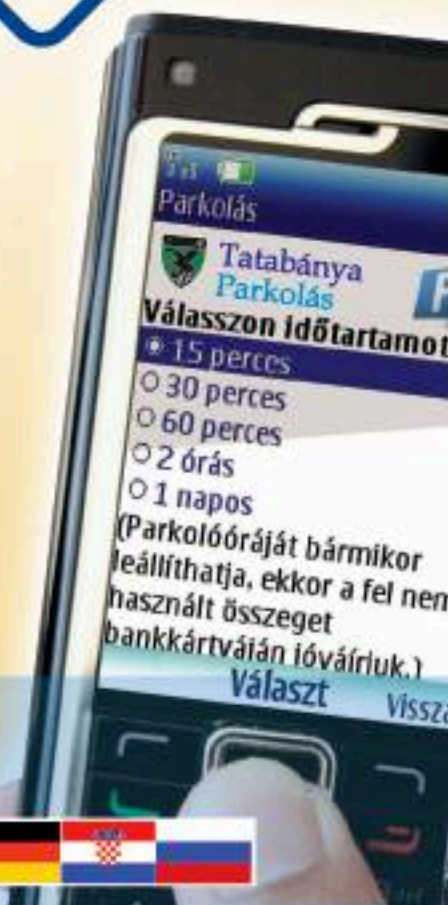 Parkolás
Tatabánya
Parkolás
Válasszon időtartamot
15 perces
30 perces
60 perces
2 órás
1 napos
(Parkolóóráját bármikor
leállíthatja, ekkor a fel nem
használt összeget
bankkártyáján jóváírjuk.)
Választ